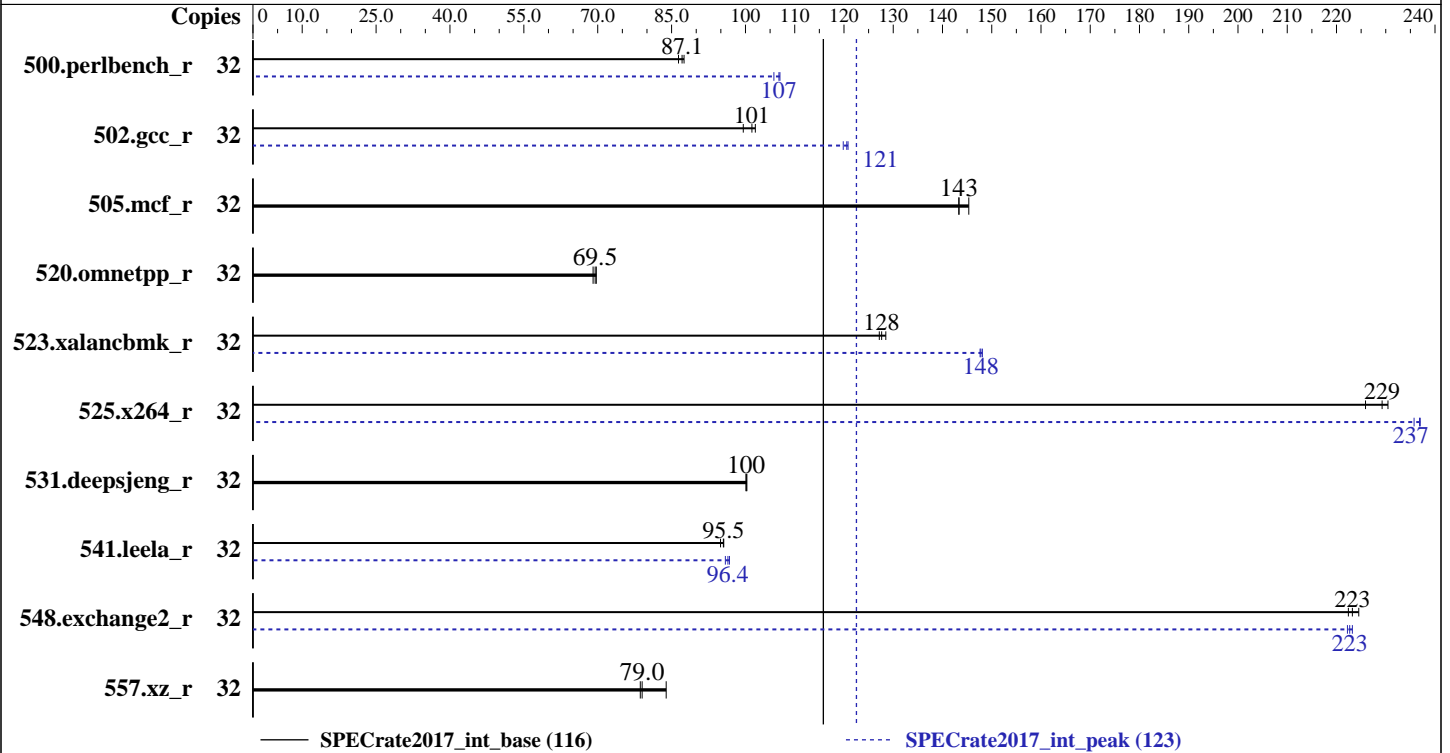 Copies 0 10.0 25.0 40.0 55.0 70.0 85.0 100 110 120 130 140 150 160 170 180 190 200 210 220 240
500.perlbench_r 32 87.1
107
502.gcc_r 32 101
121
505.mcf_r 32 143
520.omnetpp_r 32 69.5
523.xalancbmk_r 32 128
148
525.x264_r 32 229
237
531.deepsjeng_r 32 100
541.leela_r 32 95.5
96.4
548.exchange2_r 32 223
223
557.xz_r 32 79.0
SPECrate2017_int_base (116) SPECrate2017_int_peak (123)